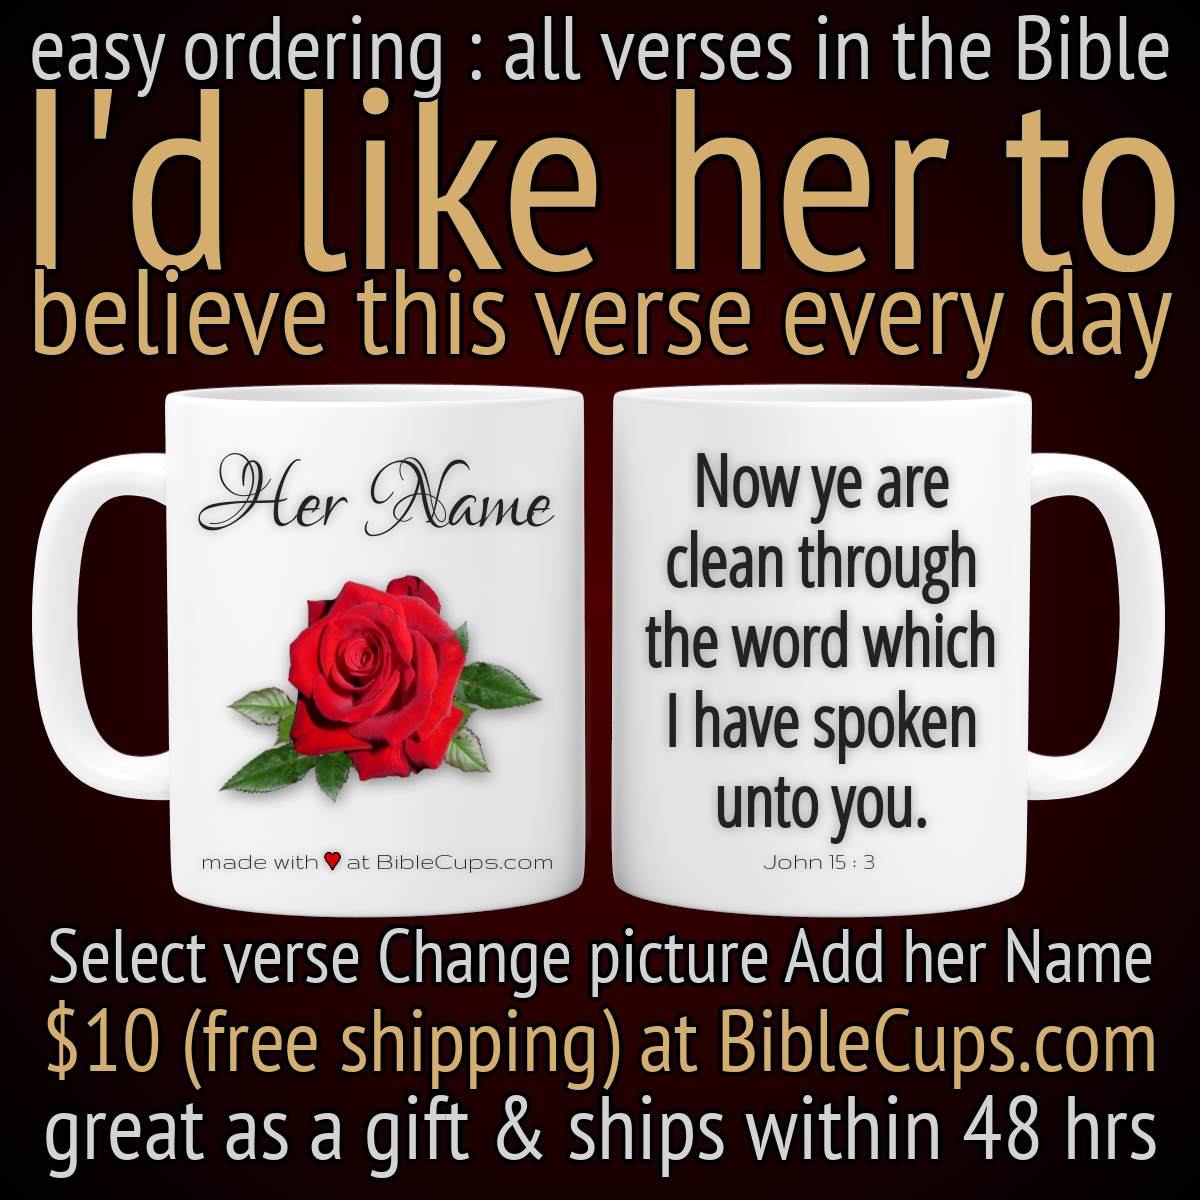 easy ordering : all verses in the Bible
I'd like her to
believe this verse every day
Her Name
made with ♥ at BibleCups.com
Now ye are
clean through
the word which
I have spoken
unto you.
John 15 : 3
Select verse Change picture Add her Name
$10 (free shipping) at BibleCups.com
great as a gift & ships within 48 hrs